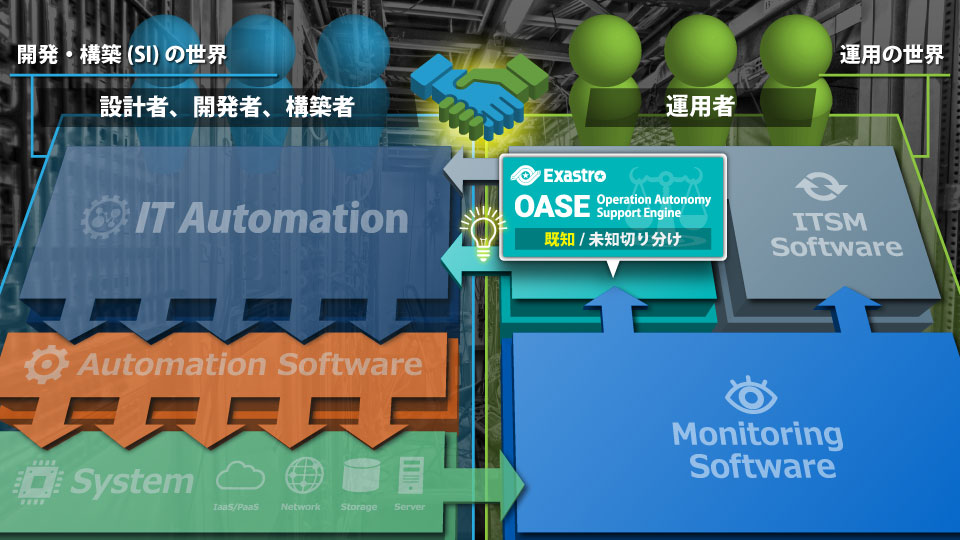 開発・構築 (SI) の世界
運用の世界
設計者、開発者、構築者
運用者
Exastro
OASE Operation Autonomy
Support Engine
既知 / 未知切り分け
IT Automation
ITSM
Software
Automation Software
Monitoring
Software
System
IaaS/PaaS
Network
Storage
Server